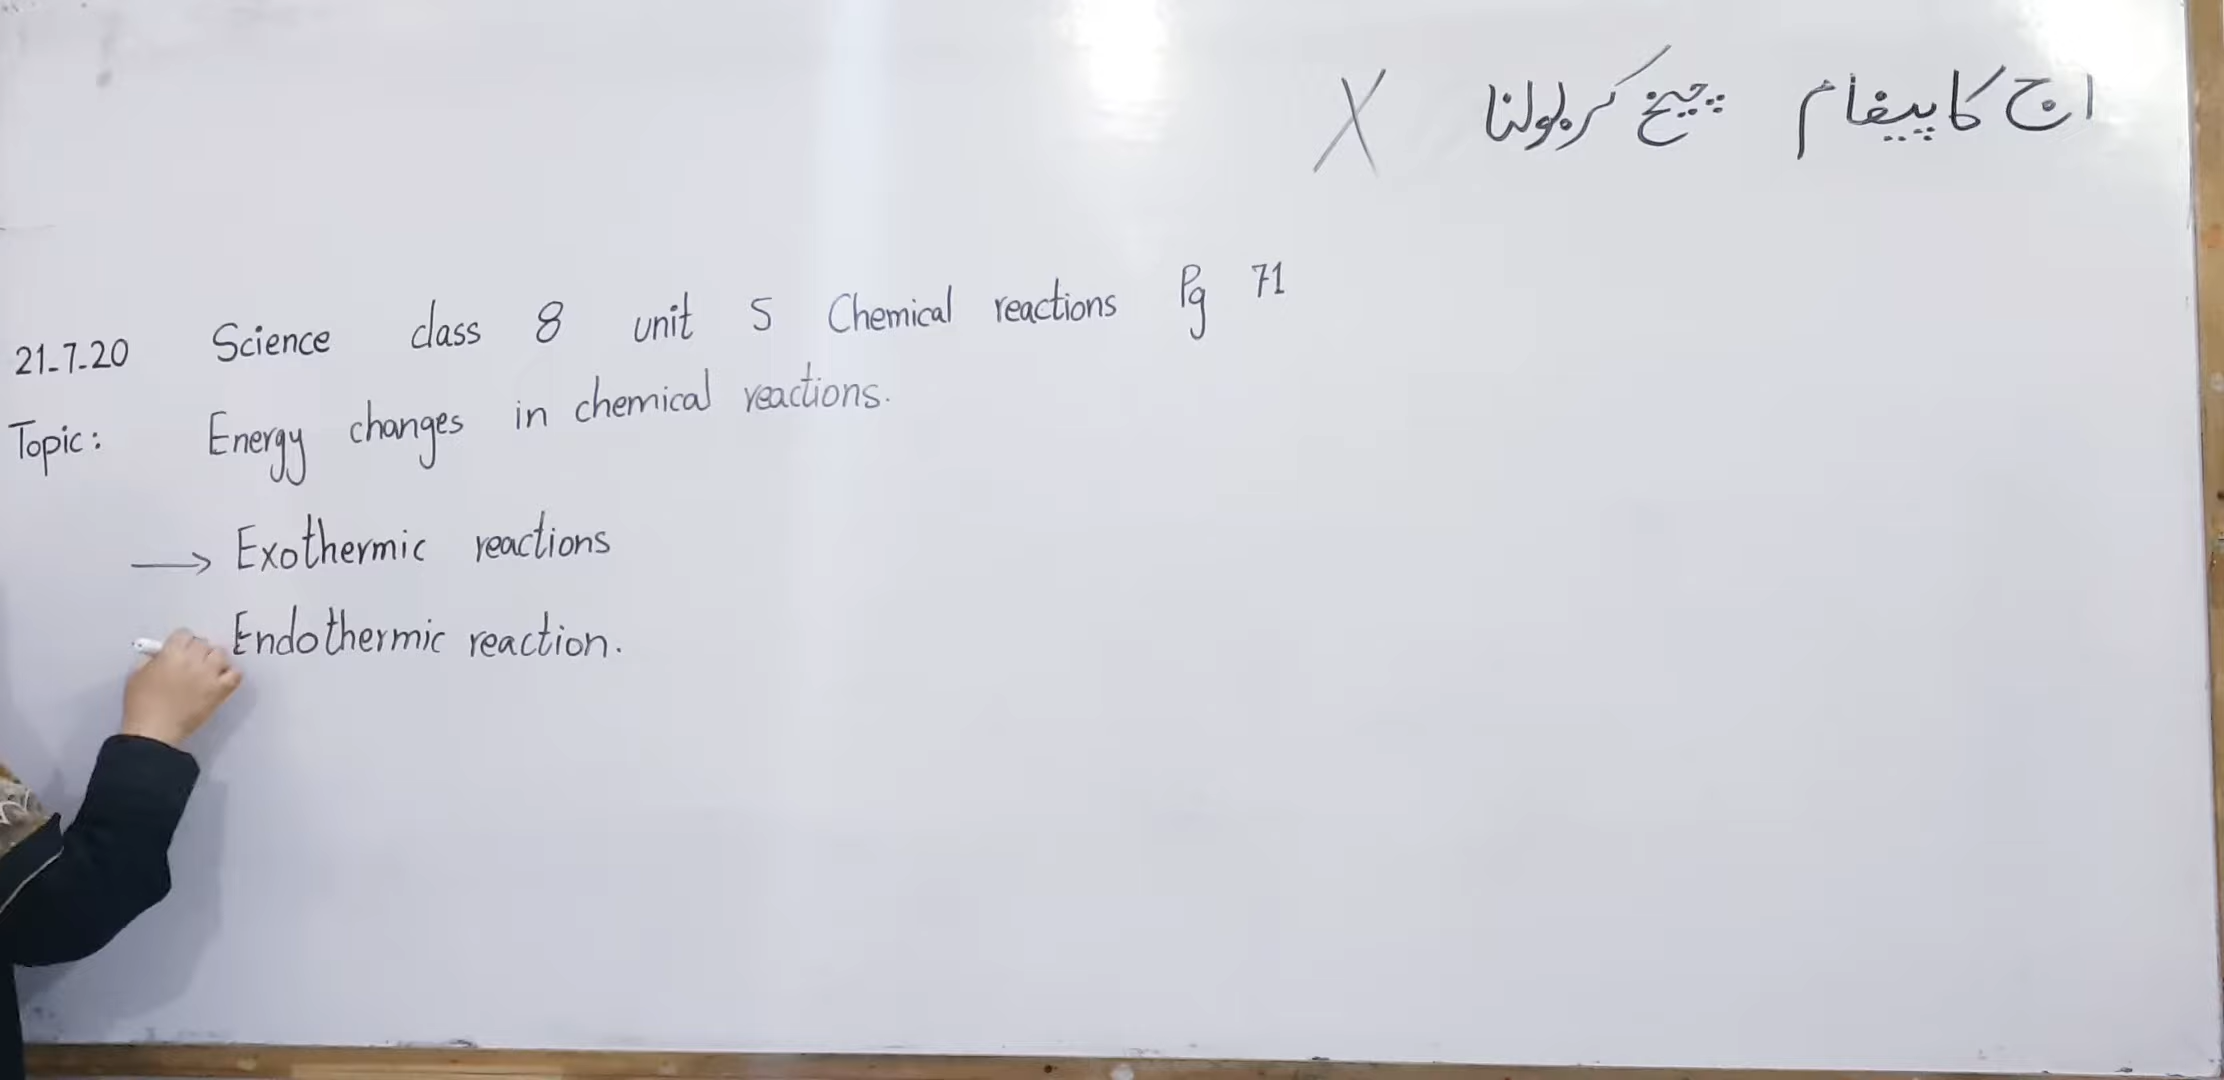 اج کا پیغام چیخ کر بولنا X
21-7-20 Science class 8 unit 5 Chemical reactions Pg 71
Topic: Energy changes in chemical reactions.
→ Exothermic reactions
Endothermic reaction.